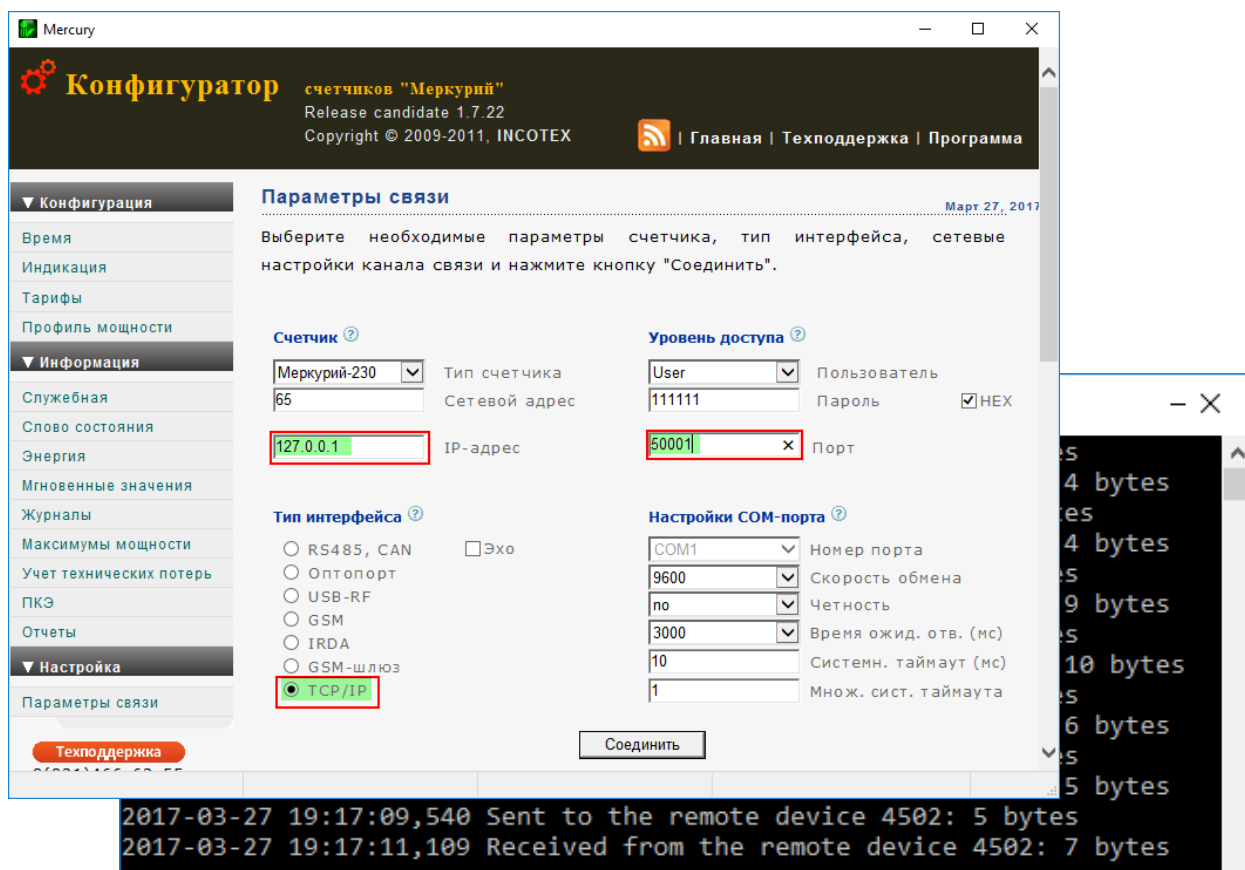 Mercury
Конфигуратор
счетчиков "Меркурий"
Release candidate 1.7.22
Copyright © 2009-2011, INCOTEX
| Главная | Техподдержка | Программа
▼ Конфигурация
Время
Индикация
Тарифы
Профиль мощности
▼ Информация
Служебная
Слово состояния
Энергия
Мгновенные значения
Журналы
Максимумы мощности
Учет технических потерь
ПКЭ
Отчеты
▼ Настройка
Параметры связи
Техподдержка
Параметры связи
Март 27, 2017
Выберите необходимые параметры счетчика, тип интерфейса, сетевые
настройки канала связи и нажмите кнопку "Соединить".
Счетчик ?
Меркурий-230 Тип счетчика
65 Сетевой адрес
127.0.0.1 IP-адрес
Уровень доступа ?
User Пользователь
111111 Пароль HEX
50001 Порт
Тип интерфейса ?
RS485, CAN Эхо
Оптопорт
USB-RF
GSM
IRDA
GSM-шлюз
TCP/IP
Настройки COM-порта ?
COM1 Номер порта
9600 Скорость обмена
no Четность
3000 Время ожид. отв. (мс)
10 Системн. таймаут (мс)
1 Множ. сист. таймаута
Соединить
s
4 bytes
es
4 bytes
s
9 bytes
s
10 bytes
s
6 bytes
s
5 bytes
2017-03-27 19:17:09,540 Sent to the remote device 4502: 5 bytes
2017-03-27 19:17:11,109 Received from the remote device 4502: 7 bytes